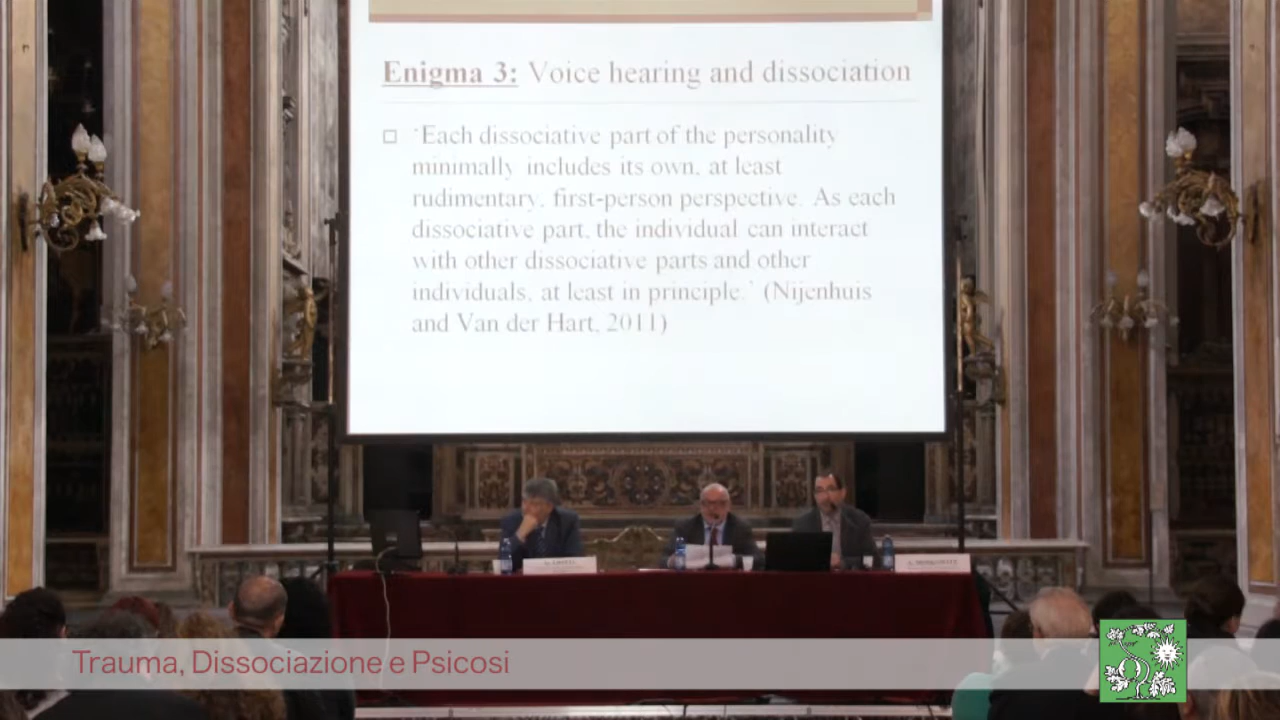 Enigma 3: Voice hearing and dissociation
□ 'Each dissociative part of the personality
minimally includes its own, at least
rudimentary, first-person perspective. As each
dissociative part, the individual can interact
with other dissociative parts and other
individuals, at least in principle.' (Nijenhuis
and Van der Hart, 2011)
Trauma, Dissociazione e Psicosi